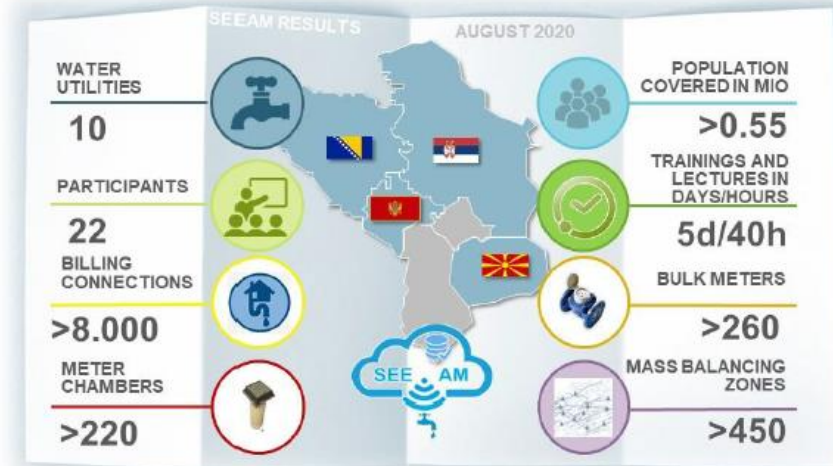 SEEAM RESULTS
AUGUST 2020
WATER
UTILITIES
10
PARTICIPANTS
22
BILLING
CONNECTIONS
>8.000
METER
CHAMBERS
>220
POPULATION
COVERED IN MIO
>0.55
TRAININGS AND
LECTURES IN
DAYS/HOURS
5d/40h
BULK METERS
>260
MASS BALANCING
ZONES
>450
SEE AM